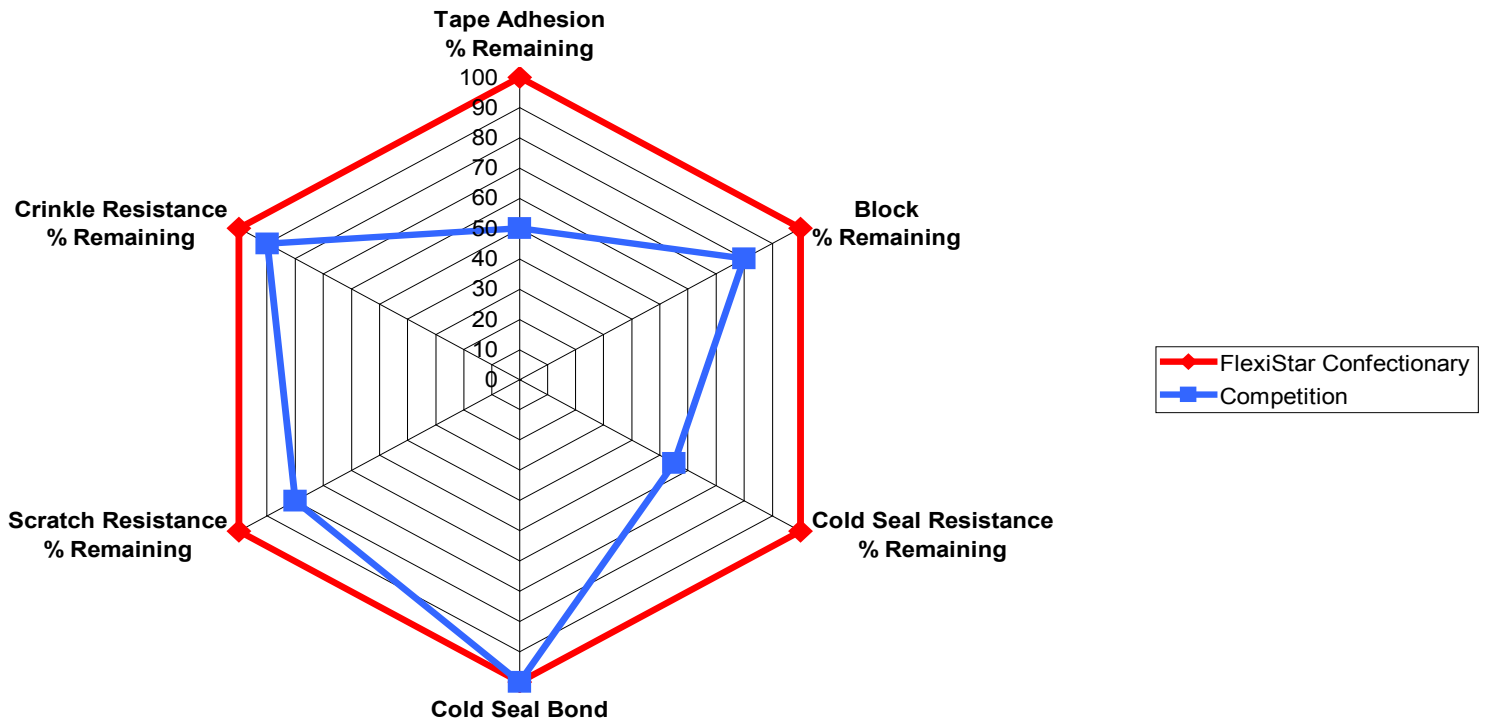 Tape Adhesion
% Remaining
100
90
80
70
60
50
40
30
20
10
0
Crinkle Resistance
% Remaining
Block
% Remaining
FlexiStar Confectionary
Competition
Scratch Resistance
% Remaining
Cold Seal Resistance
% Remaining
Cold Seal Bond